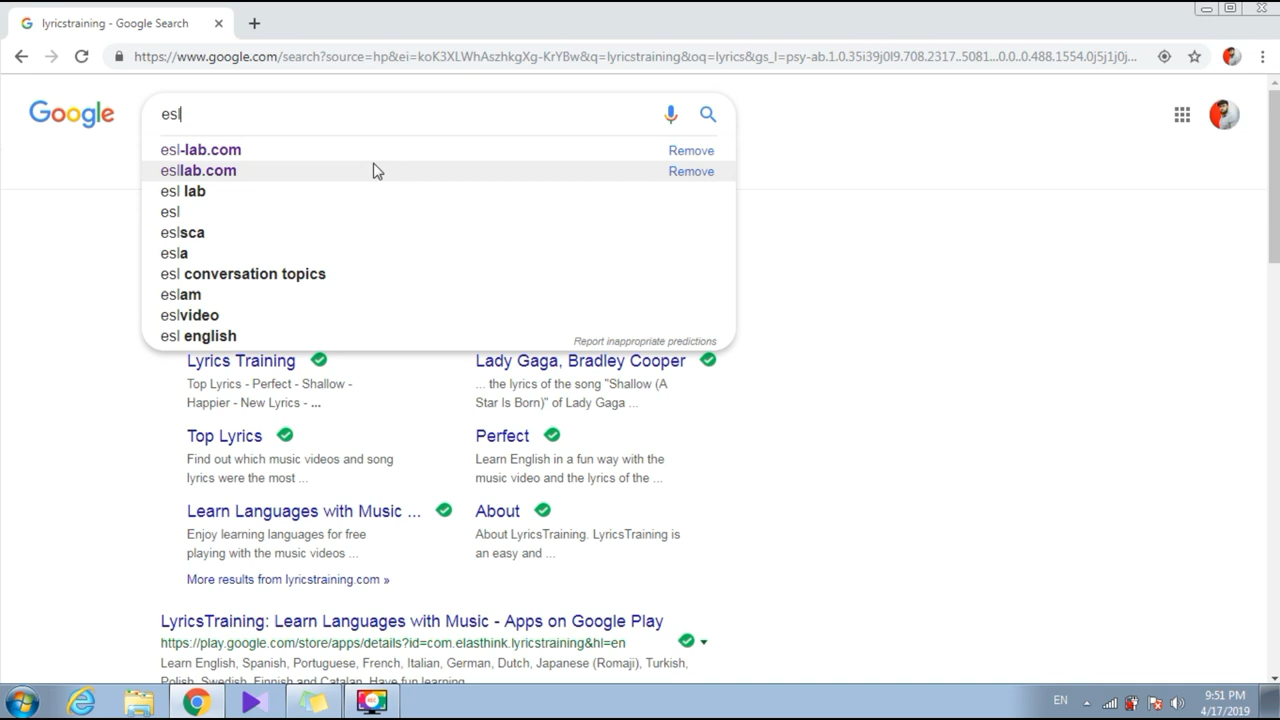 lyricstraining - Google Search
https://www.google.com/search?source=hp&ei=koK3XLWhAszhkgXg-KrYBw&q=lyricstraining&oq=lyrics&gs_l=psy-ab.1.0.35i39j0l9.708.2317..5081...0.0..0.488.1554.0j5j1j0j...
Google
esl
esl-lab.com Remove
esllab.com Remove
esl lab
esl
eslsca
esla
esl conversation topics
eslam
eslvideo
esl english
Report inappropriate predictions
Lyrics Training
Top Lyrics - Perfect - Shallow -
Happier - New Lyrics - ...
Lady Gaga, Bradley Cooper
... the lyrics of the song "Shallow (A
Star Is Born)" of Lady Gaga ...
Top Lyrics
Find out which music videos and song
lyrics were the most ...
Perfect
Learn English in a fun way with the
music video and the lyrics of the ...
Learn Languages with Music ...
Enjoy learning languages for free
playing with the music videos ...
About
About LyricsTraining. LyricsTraining is
an easy and ...
More results from lyricstraining.com »
LyricsTraining: Learn Languages with Music - Apps on Google Play
https://play.google.com/store/apps/details?id=com.elasthink.lyricstraining&hl=en
Learn English, Spanish, Portuguese, French, Italian, German, Dutch, Japanese (Romaji), Turkish,
Polish, Swedish, Finnish and Catalan. Have fun learning
REC
EN
9:51 PM
4/17/2019